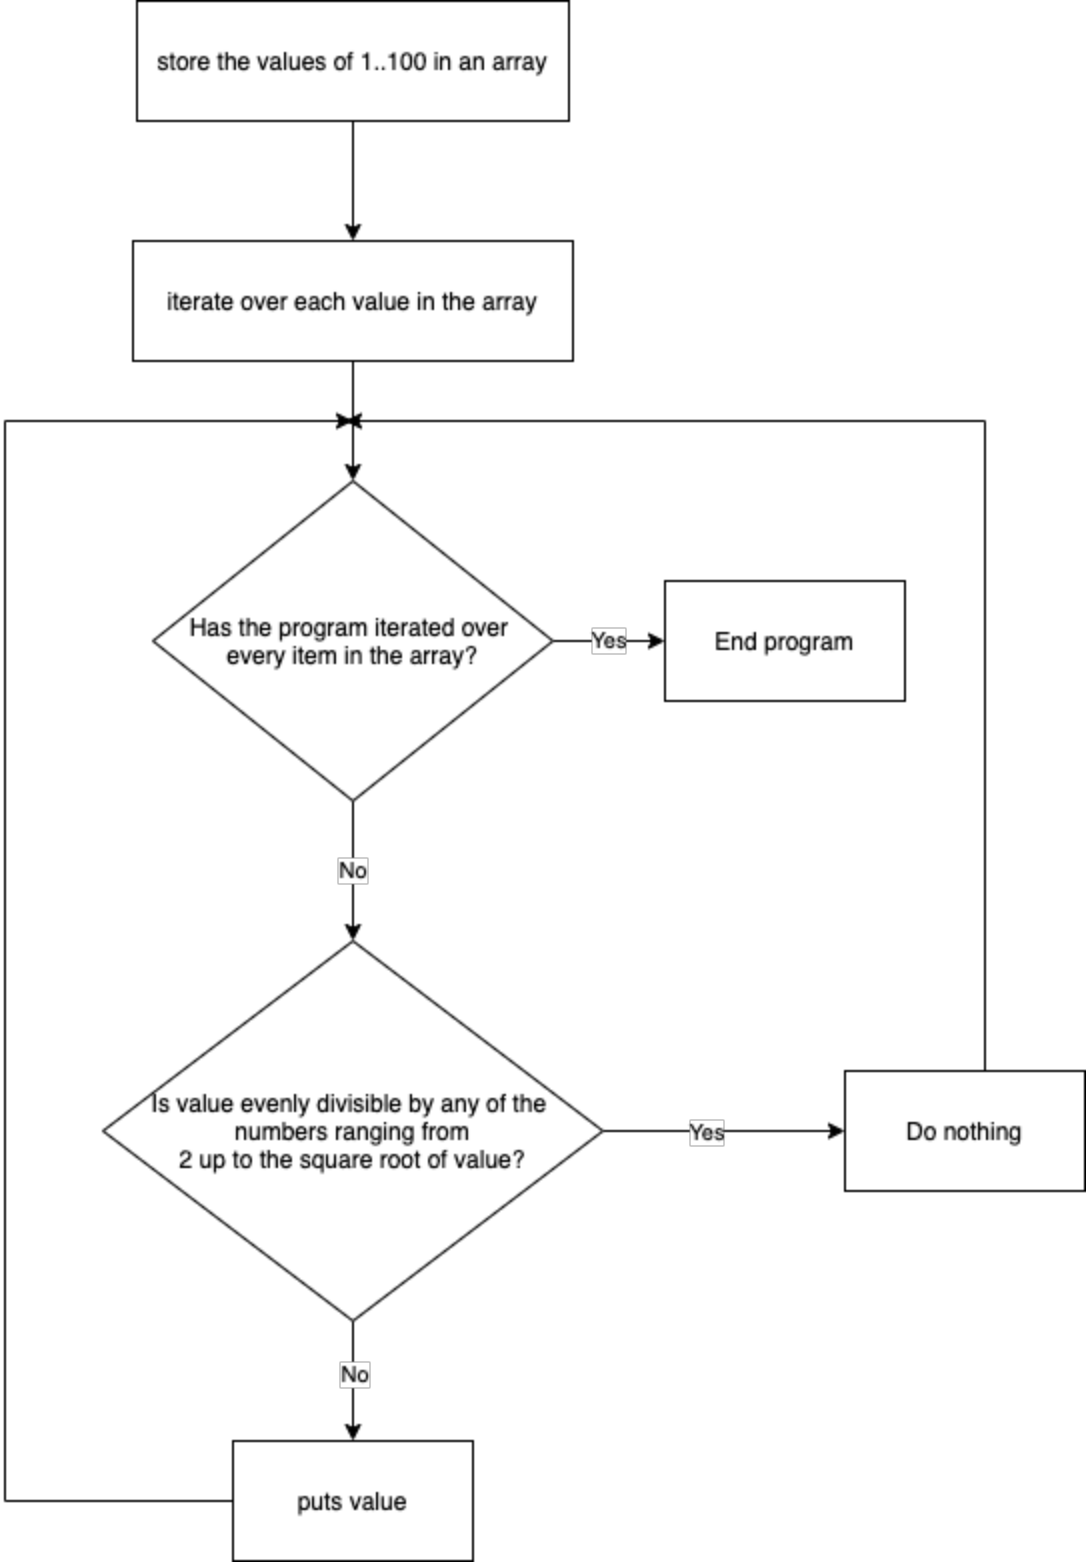 store the values of 1..100 in an array
iterate over each value in the array
Has the program iterated over
every item in the array?
Yes
End program
No
Is value evenly divisible by any of the
numbers ranging from
2 up to the square root of value?
Yes
Do nothing
No
puts value